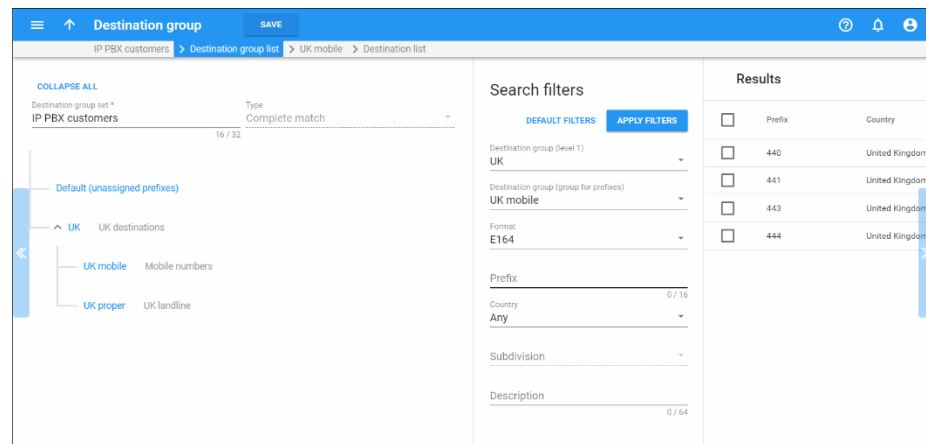 Destination group SAVE
IP PBX customers > Destination group list > UK mobile > Destination list
COLLAPSE ALL
Destination group set *
IP PBX customers
16 / 32
Type
Complete match
Default (unassigned prefixes)
UK UK destinations
UK mobile Mobile numbers
UK proper UK landline
Search filters
DEFAULT FILTERS APPLY FILTERS
Destination group (level 1)
UK
Destination group (group for prefixes)
UK mobile
Format
E164
Prefix
0 / 16
Country
Any
Subdivision
Description
0 / 64
Results
Prefix Country
440 United Kingdom
441 United Kingdom
443 United Kingdom
444 United Kingdom